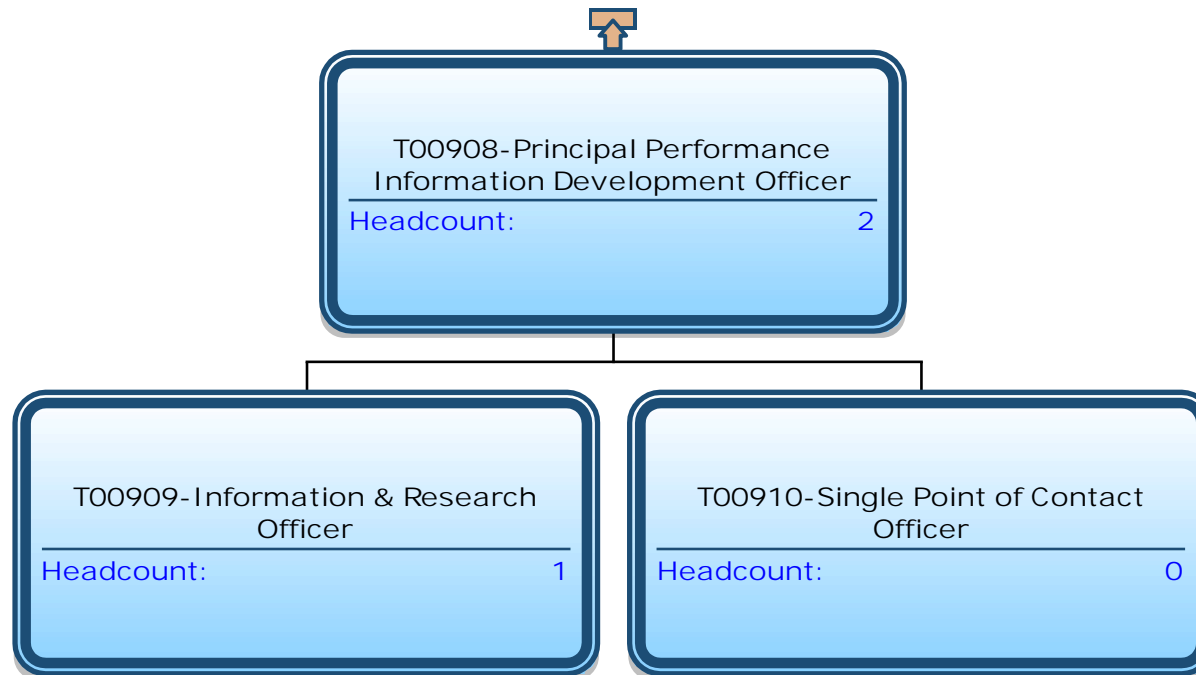 T00908-Principal Performance
Information Development Officer
Headcount: 2
T00909-Information & Research
Officer
Headcount: 1
T00910-Single Point of Contact
Officer
Headcount: 0